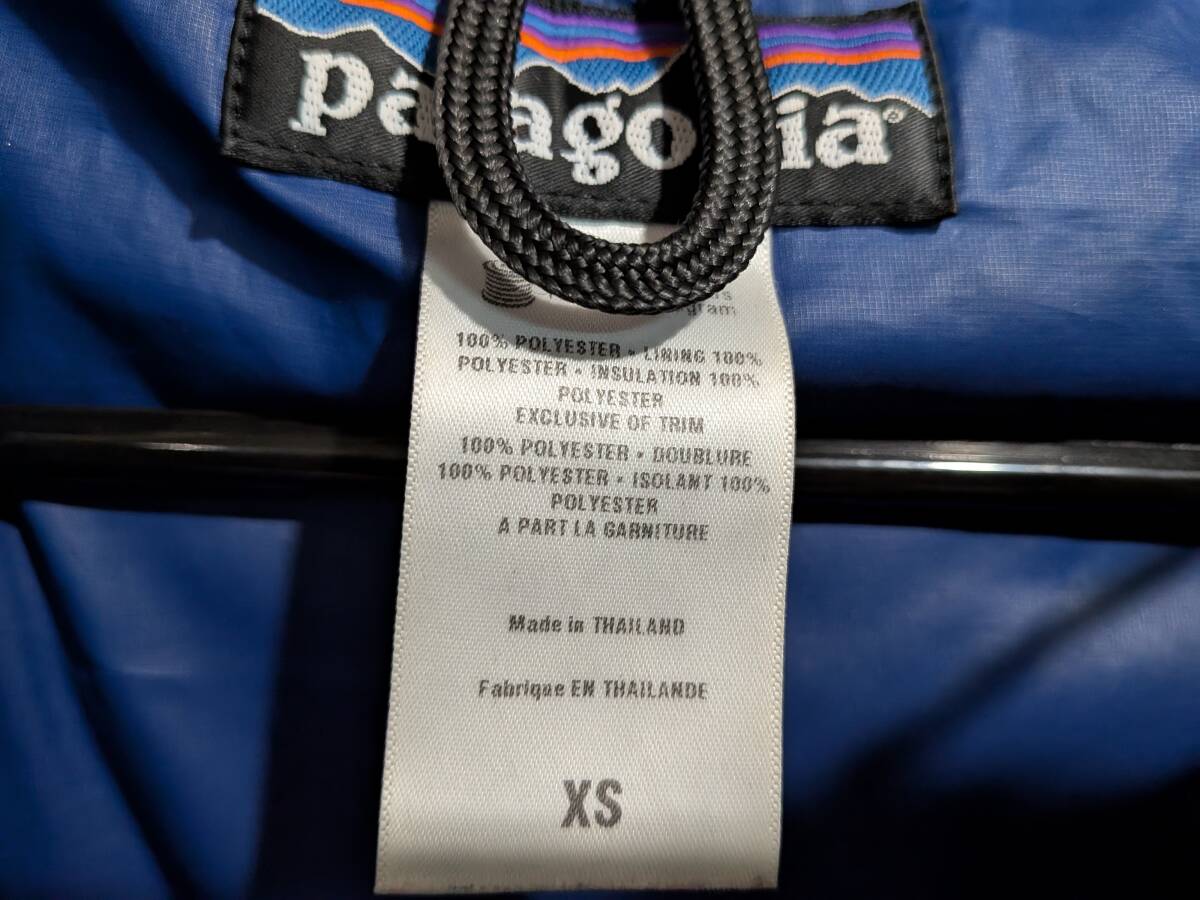 patagonia®
100% POLYESTER • LINING 100%
POLYESTER • INSULATION 100%
POLYESTER
EXCLUSIVE OF TRIM
100% POLYESTER • DOUBLURE
100% POLYESTER • ISOLANT 100%
POLYESTER
A PART LA GARNITURE
Made in THAILAND
Fabrique EN THAILANDE
XS